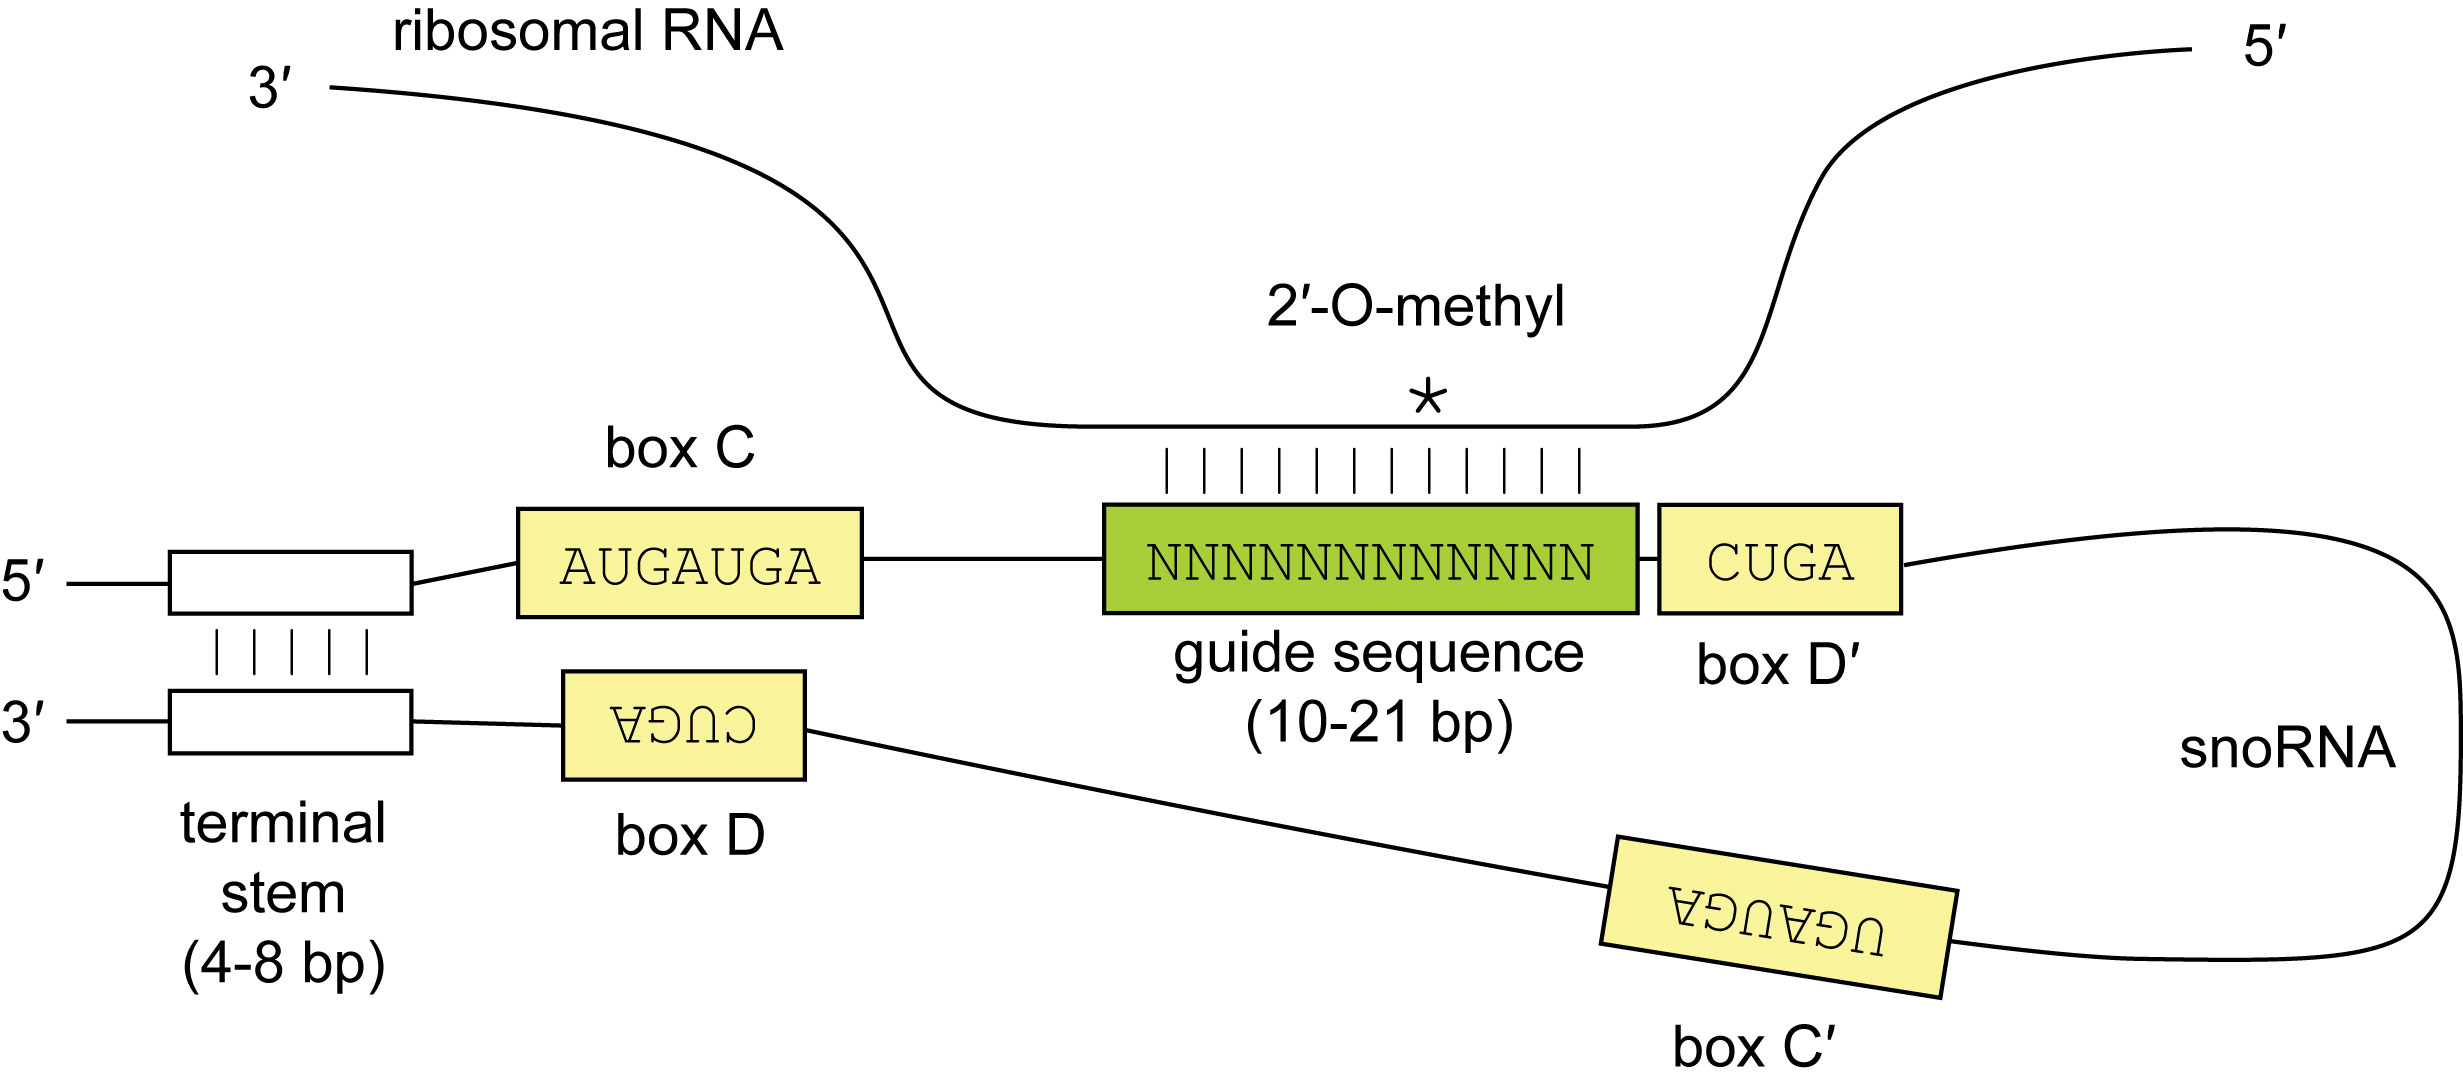 ribosomal RNA
3′
5′
2′-O-methyl
*
box C
5′
AUGAUGA
NNNNNNNNNNNN
CUGA
guide sequence
(10-21 bp)
box D′
3′
CUGA
snoRNA
terminal
stem
(4-8 bp)
box D
UGAUGA
box C′